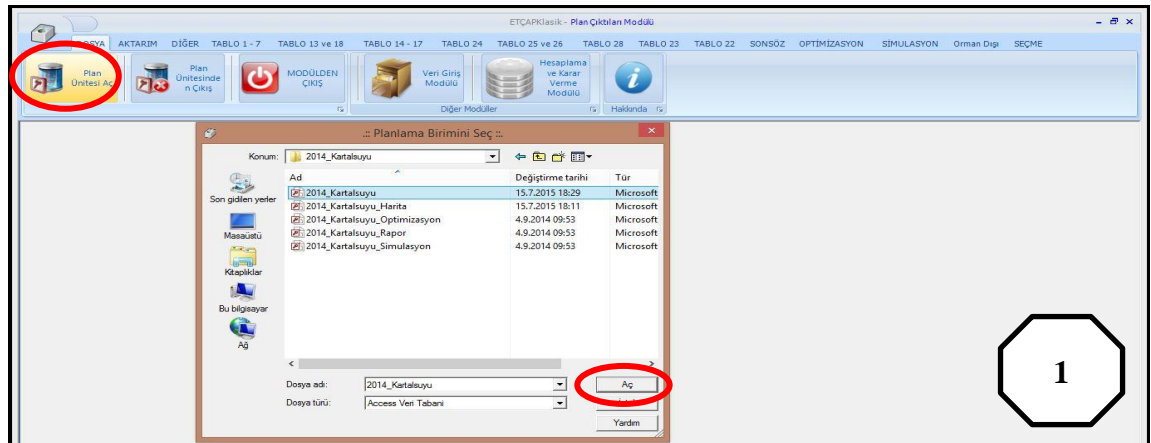 ETÇAPKlasik - Plan Çıktıları Modülü
AKTARIM DİĞER TABLO 1 - 7 TABLO 13 ve 18 TABLO 14 - 17 TABLO 24 TABLO 25 ve 26 TABLO 28 TABLO 23 TABLO 22 SONSÖZ OPTİMİZASYON SİMULASYON Orman Dışı SEÇME
Plan
Ünitesi Aç
Plan
Ünitesinde
n Çıkış
MODÜLDEN
ÇIKIŞ
Veri Giriş
Modülü
Hesaplama
ve Karar
Verme
Modülü
Diğer Modüller
Hakkında
.:: Planlama Birimini Seç ::.
Konum: 2014_Kartalsuyu
Ad Değiştirme tarihi Tür
2014_Kartalsuyu 15.7.2015 18:29 Microsoft
2014_Kartalsuyu_Harita 15.7.2015 18:11 Microsoft
2014_Kartalsuyu_Optimizasyon 4.9.2014 09:53 Microsoft
2014_Kartalsuyu_Rapor 4.9.2014 09:53 Microsoft
2014_Kartalsuyu_Simulasyon 4.9.2014 09:53 Microsoft
Son gidilen yerler
Masaüstü
Kitaplıklar
Bu bilgisayar
Ağ
Dosya adı: 2014_Kartalsuyu Aç
Dosya türü: Access Veri Tabani
Yardım
1